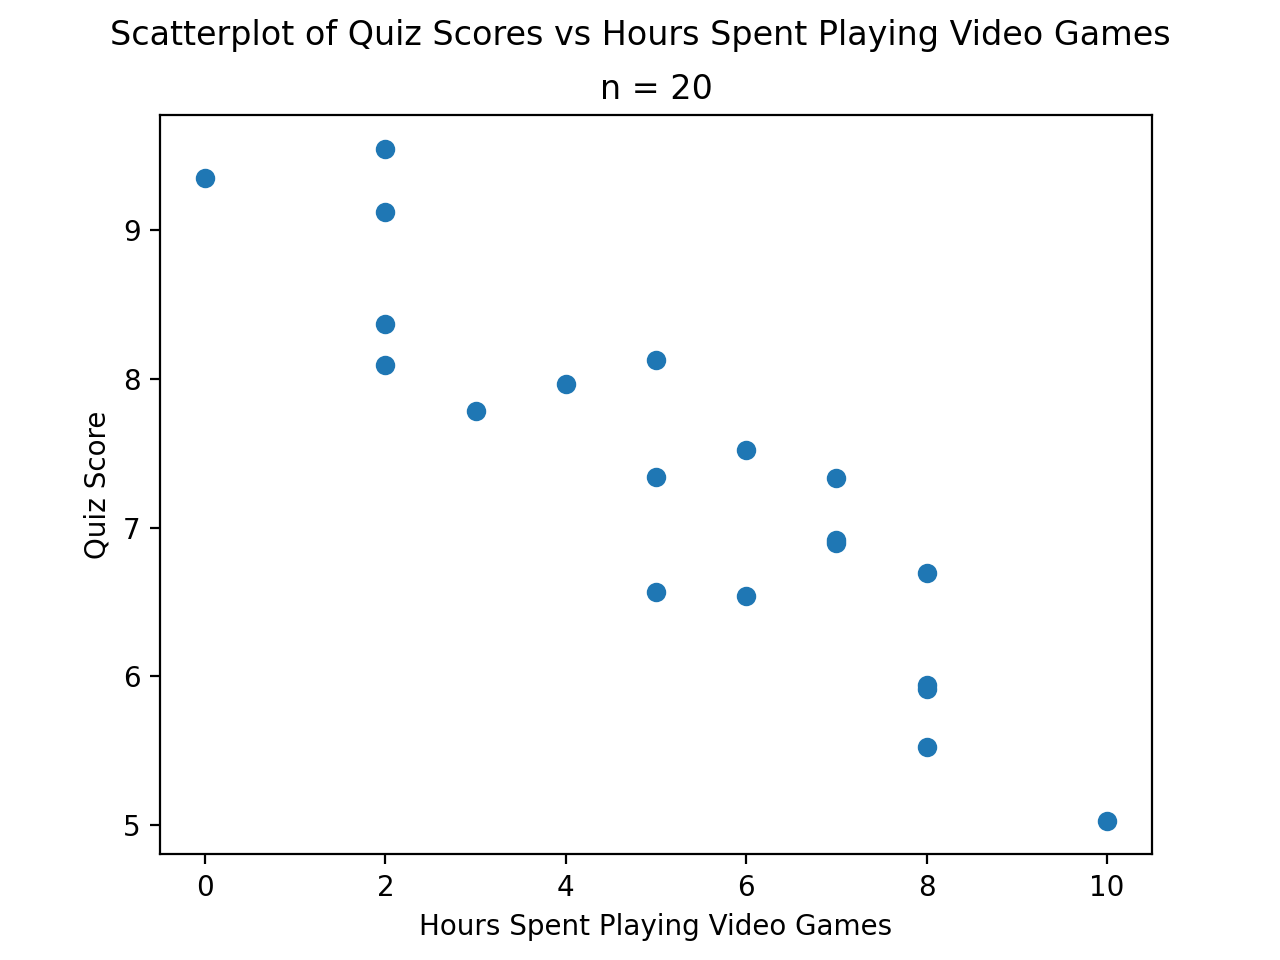 Scatterplot of Quiz Scores vs Hours Spent Playing Video Games
n = 20
Quiz Score
9
8
7
6
5
0 2 4 6 8 10
Hours Spent Playing Video Games